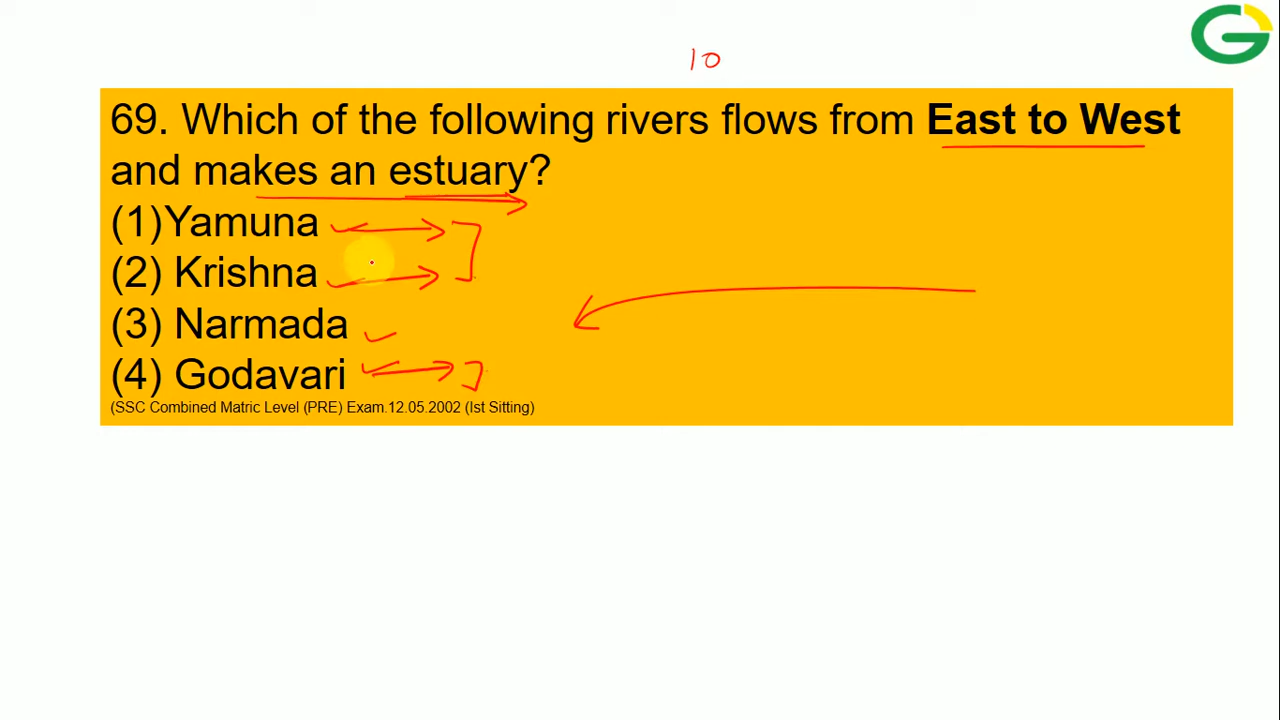 10
69. Which of the following rivers flows from East to West
and makes an estuary?
(1)Yamuna
(2) Krishna
(3) Narmada
(4) Godavari
(SSC Combined Matric Level (PRE) Exam.12.05.2002 (Ist Sitting)